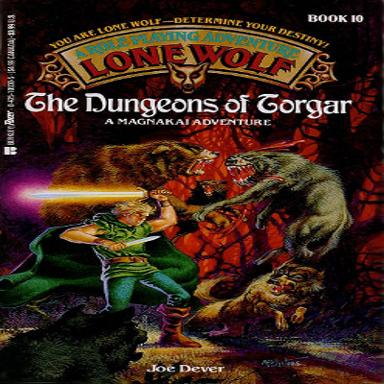 BOOK 10
YOU ARE LONE WOLF—DETERMINE YOUR DESTINY!
A ROLE-PLAYING ADVENTURE
LONE WOLF
The Dungeons of Torgar
A MAGNAKAI ADVENTURE
Joe Dever